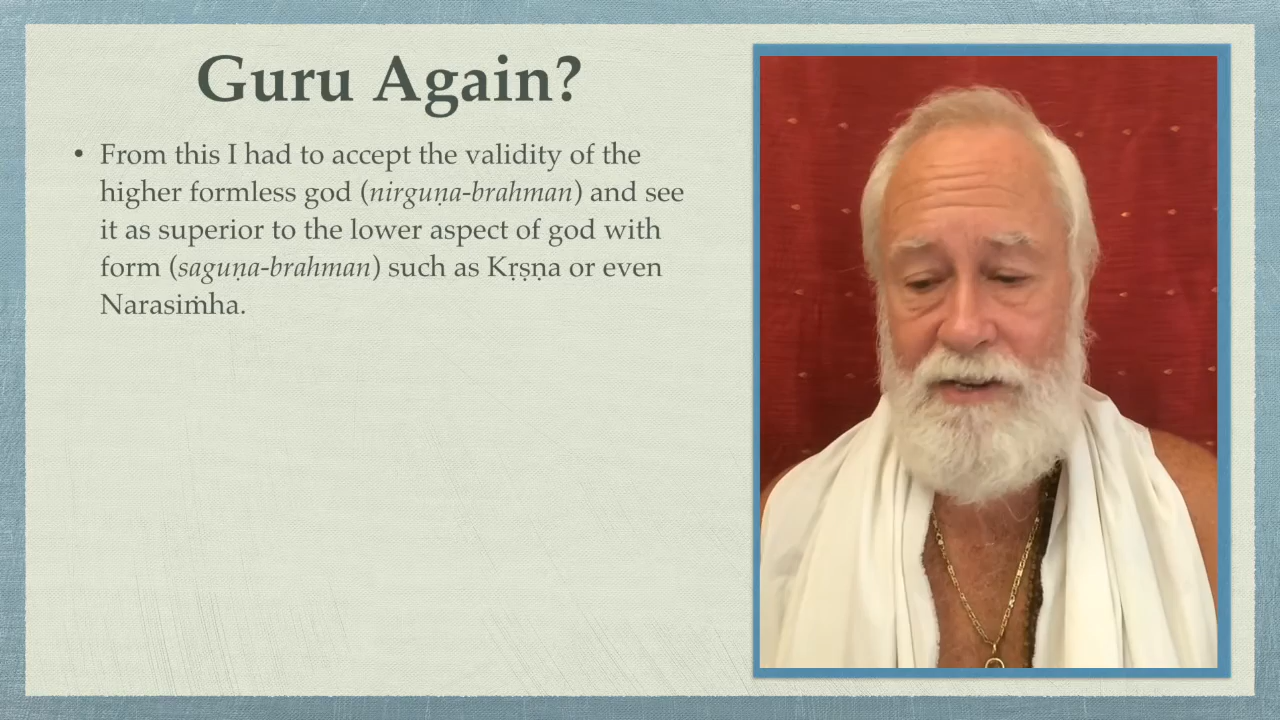 Guru Again?
• From this I had to accept the validity of the
higher formless god (nirguṇa-brahman) and see
it as superior to the lower aspect of god with
form (saguṇa-brahman) such as Kṛṣṇa or even
Narasiṁha.